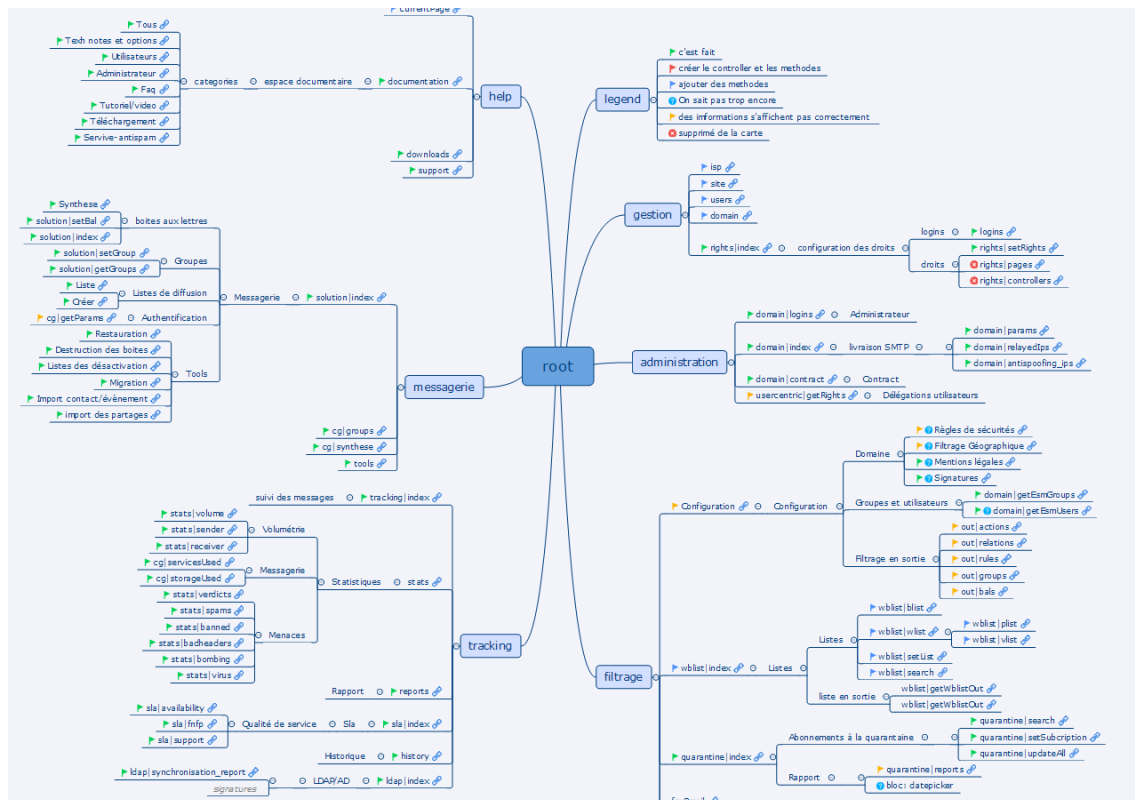 root
help
currentPage
documentation
espace documentaire
categories
Tous
Texh notes et options
Utilisateurs
Administrateur
Faq
Tutoriel/video
Téléchargement
Servive-antispam
downloads
support
messagerie
solution|index
Messagerie
boites aux lettres
Synthese
solution|setBal
solution|index
Groupes
solution|setGroup
solution|getGroups
Listes de diffusion
Liste
Créer
Authentification
cg|getParams
Tools
Restauration
Destruction des boites
Listes des désactivation
Migration
Import contact/évènement
import des partages
cg|groups
cg|synthese
tools
tracking
tracking|index
suivi des messages
stats
Statistiques
Volumétrie
stats|volume
stats|sender
stats|receiver
Messagerie
cg|servicesUsed
cg|storageUsed
Menaces
stats|verdicts
stats|spams
stats|banned
stats|badheaders
stats|bombing
stats|virus
reports
Rapport
sla|index
Sla
Qualité de service
sla|availability
sla|fnfp
sla|support
history
Historique
ldap|index
LDAP/AD
ldap|synchronisation_report
signatures
legend
c'est fait
créer le controller et les methodes
ajouter des methodes
On sait pas trop encore
des imformations s'affichent pas correctement
supprimé de la carte
gestion
isp
site
users
domain
rights|index
configuration des droits
logins
logins
droits
rights|setRights
rights|pages
rights|controllers
administration
domain|logins
Administrateur
domain|index
livraison SMTP
domain|params
domain|relayedIps
domain|antispoofing_ips
domain|contract
Contract
usercentric|getRights
Délégations utilisateurs
filtrage
Configuration
Configuration
Domaine
Règles de sécurités
Filtrage Géographique
Mentions légales
Signatures
Groupes et utilisateurs
domain|getEsmGroups
domain|getEsmUsers
Filtrage en sortie
out|actions
out|relations
out|rules
out|groups
out|bals
wblist|index
Listes
Listes
wblist|blist
wblist|wlist
wblist|plist
wblist|vlist
wblist|setList
wblist|search
liste en sortie
wblist|getWblistOut
wblist|getWblistOut
quarantine|index
Abonnements à la quarantaine
quarantine|search
quarantine|setSubcription
quarantine|updateAll
Rapport
quarantine|reports
bloc: datepicker